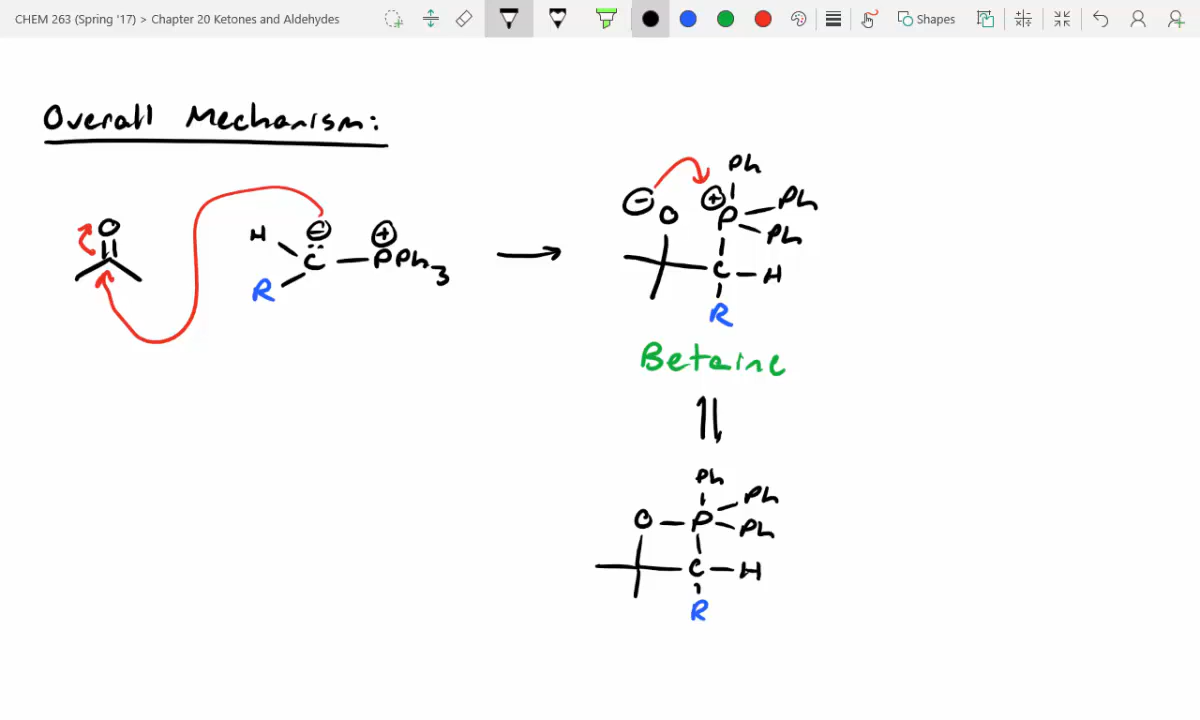 CHEM 263 (Spring '17) > Chapter 20 Ketones and Aldehydes
Shapes
Overall Mechanism:
O
H
⊖
C̈
⊕
PPh3
R
⊖
O
⊕
Ph
P
Ph
Ph
C
H
R
Betaine
Ph
O
P
Ph
Ph
C
H
R